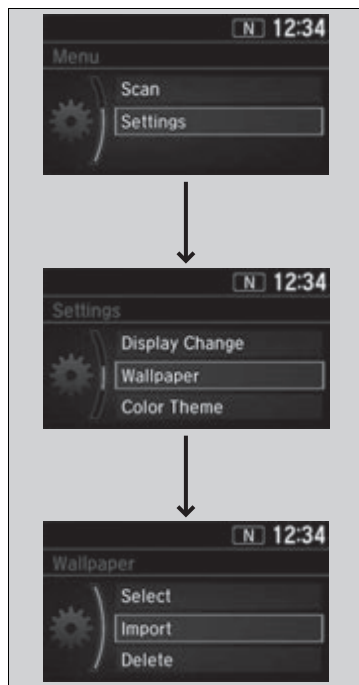 N 12:34
Menu
Scan
Settings
N 12:34
Settings
Display Change
Wallpaper
Color Theme
N 12:34
Wallpaper
Select
Import
Delete